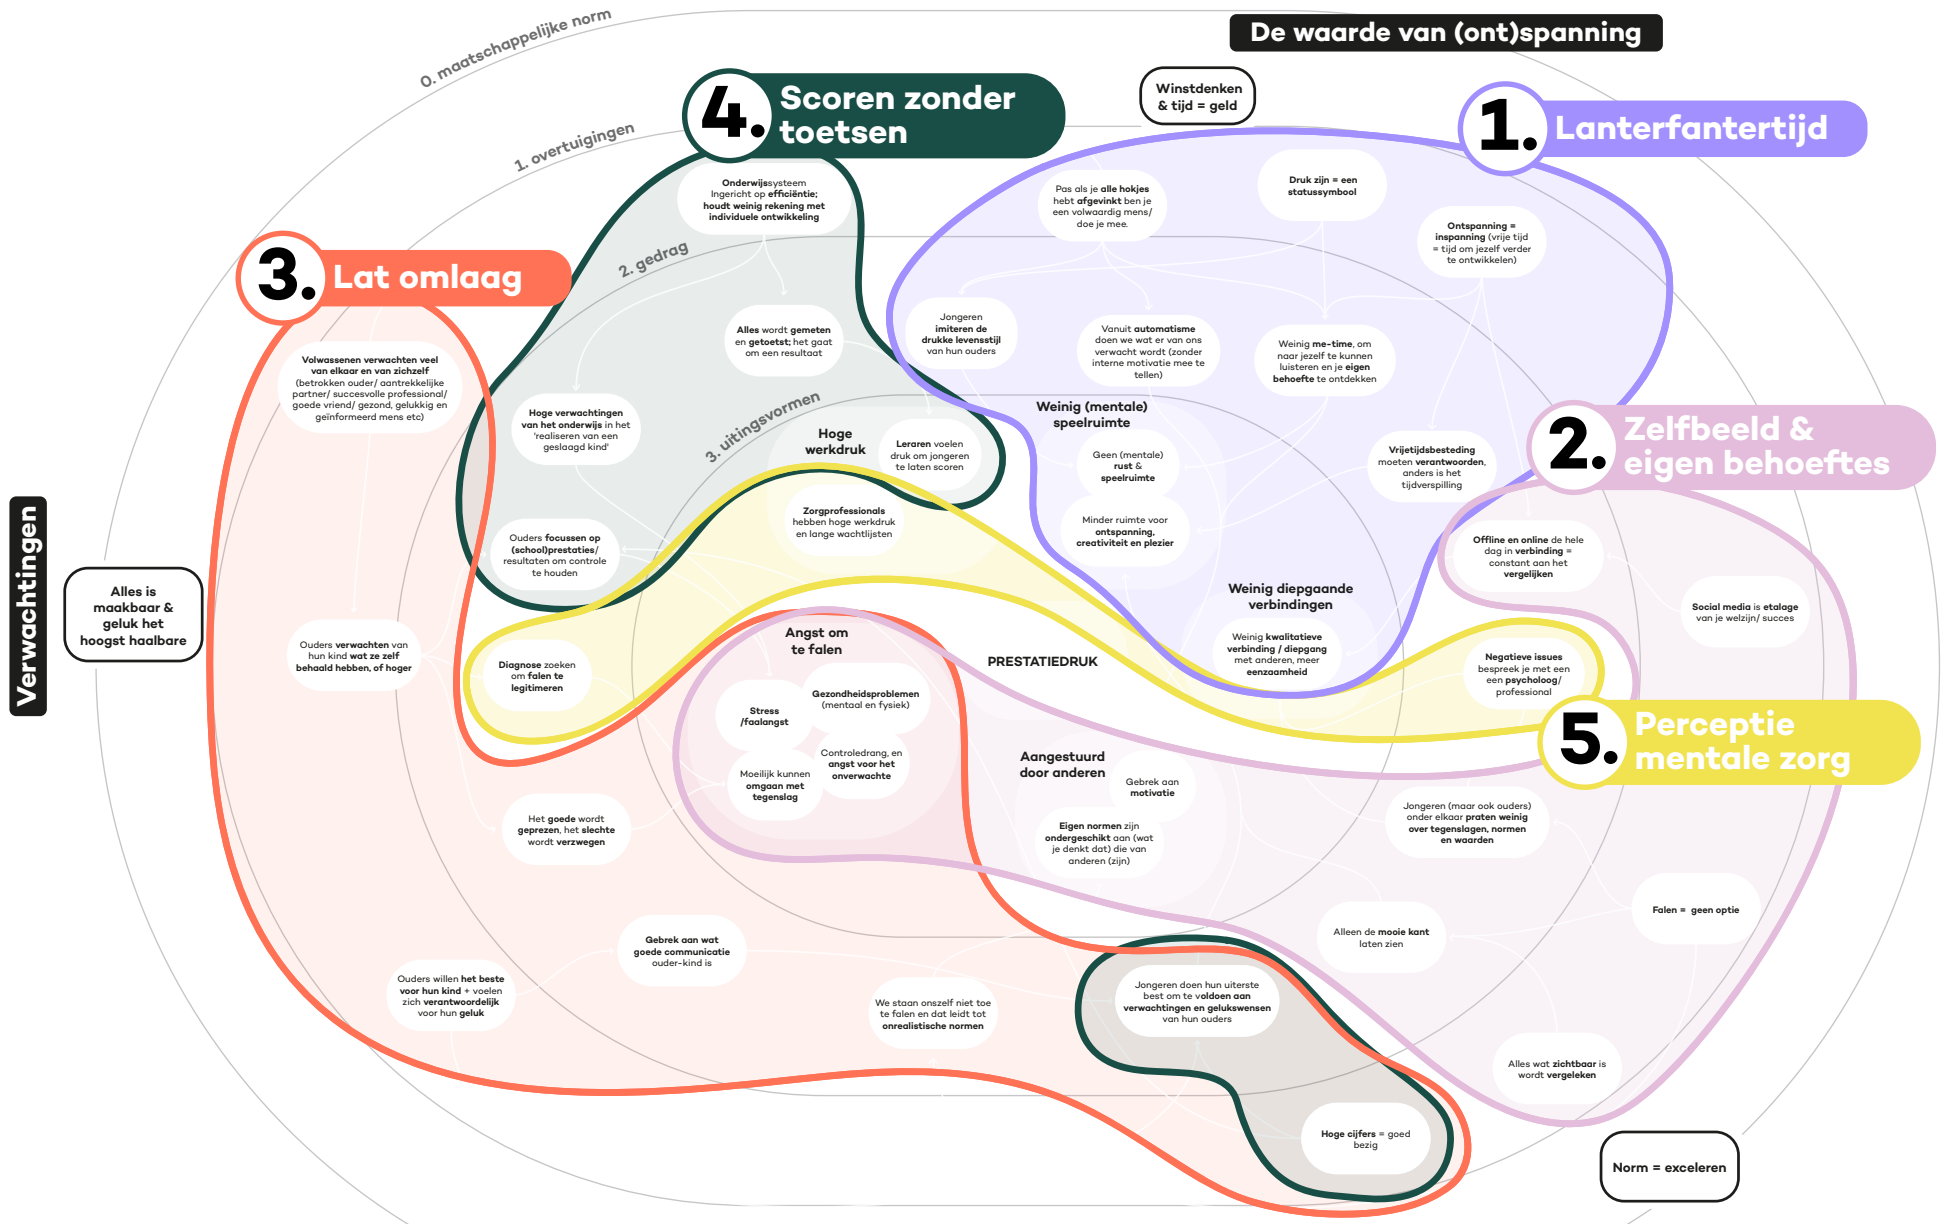 De waarde van (ont)spanning
0. maatschappelijke norm
Winstdenken
& tijd = geld
4. Scoren zonder
toetsen
1. Lanterfantertijd
1. overtuigingen
Onderwijssysteem
Ingericht op efficiëntie;
houdt weinig rekening met
individuele ontwikkeling
Pas als je alle hokjes
hebt afgevinkt ben je
een volwaardig mens/
doe je mee.
Druk zijn = een
statussymbool
Ontspanning =
inspanning (vrije tijd
= tijd om jezelf verder
te ontwikkelen)
3. Lat omlaag
2. gedrag
Alles wordt gemeten
en getoetst; het gaat
om een resultaat
Jongeren
imiteren de
drukke levensstijl
van hun ouders
Vanuit automatisme
doen we wat er van ons
verwacht wordt (zonder
interne motivatie mee te
tellen)
Weinig me-time, om
naar jezelf te kunnen
luisteren en je eigen
behoefte te ontdekken
Volwassenen verwachten veel
van elkaar en van zichzelf
(betrokken ouder/ aantrekkelijke
partner/ succesvolle professional/
goede vriend/ gezond, gelukkig en
geïnformeerd mens etc)
Hoge verwachtingen
van het onderwijs in het
'realiseren van een
geslaagd kind'
3. uitingsvormen
Hoge
werkdruk
Leraren voelen
druk om jongeren
te laten scoren
Weinig (mentale)
speelruimte
Geen (mentale)
rust &
speelruimte
Vrijetijdsbesteding
moeten verantwoorden,
anders is het
tijdverspilling
2. Zelfbeeld &
eigen behoeftes
Zorgprofessionals
hebben hoge werkdruk
en lange wachtlijsten
Minder ruimte voor
ontspanning,
creativiteit en plezier
Ouders focussen op
(school)prestaties/
resultaten om controle
te houden
Offline en online de hele
dag in verbinding =
constant aan het
vergelijken
Verwachtingen
Alles is
maakbaar &
geluk het
hoogst haalbare
Weinig diepgaande
verbindingen
Social media is etalage
van je welzijn/ succes
Ouders verwachten van
hun kind wat ze zelf
behaald hebben, of hoger
Diagnose zoeken
om falen te
legitimeren
Angst om
te falen
PRESTATIEDRUK
Weinig kwalitatieve
verbinding / diepgang
met anderen, meer
eenzaamheid
Negatieve issues
bespreek je met een
een psycholoog/
professional
Stress
/faalangst
Gezondheidsproblemen
(mentaal en fysiek)
5. Perceptie
mentale zorg
Moeilijk kunnen
omgaan met
tegenslag
Controledrang, en
angst voor het
onverwachte
Aangestuurd
door anderen
Gebrek aan
motivatie
Het goede wordt
geprezen, het slechte
wordt verzwegen
Eigen normen zijn
ondergeschikt aan (wat
je denkt dat) die van
anderen (zijn)
Jongeren (maar ook ouders)
onder elkaar praten weinig
over tegenslagen, normen
en waarden
Gebrek aan wat
goede communicatie
ouder-kind is
Alleen de mooie kant
laten zien
Falen = geen optie
Ouders willen het beste
voor hun kind + voelen
zich verantwoordelijk
voor hun geluk
We staan onszelf niet toe
te falen en dat leidt tot
onrealistische normen
Jongeren doen hun uiterste
best om te voldoen aan
verwachtingen en gelukswensen
van hun ouders
Alles wat zichtbaar is
wordt vergeleken
Hoge cijfers = goed
bezig
Norm = exceleren